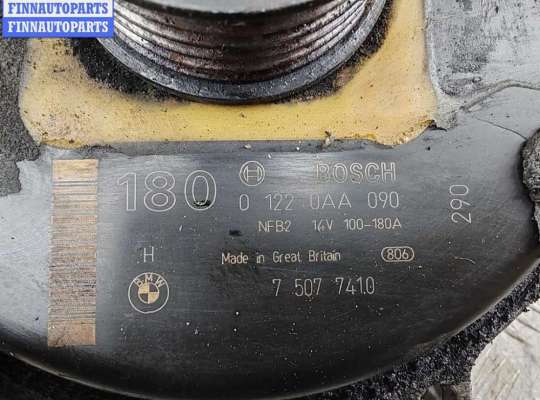 FINNAUTOPARTS
FINNAUTOPARTS
180 BOSCH
0 122 0AA 090
NFB2 14V 100-180A
290
H Made in Great Britain 806
BMW 7 507 741.0